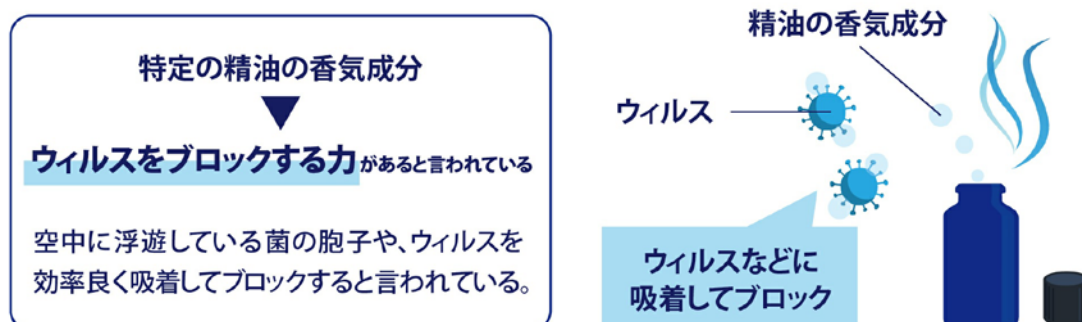 特定の精油の香気成分
ウィルスをブロックする力があると言われている
空中に浮遊している菌の胞子や、ウィルスを
効率良く吸着してブロックすると言われている。
精油の香気成分
ウィルス
ウィルスなどに
吸着してブロック